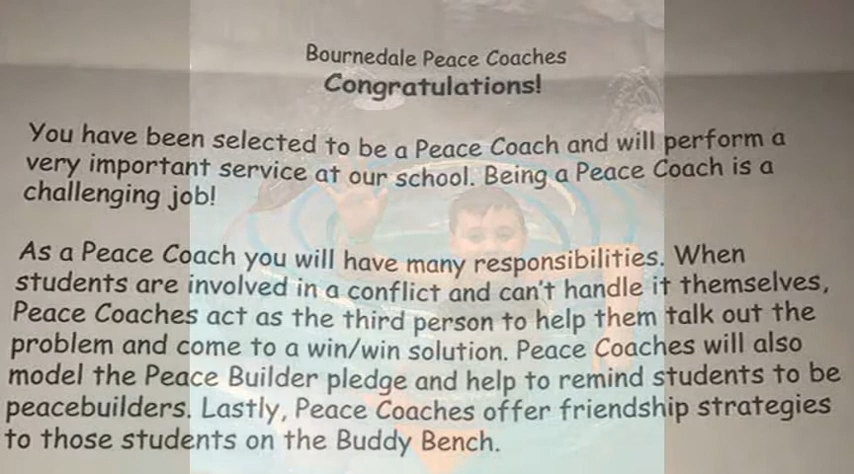 Bournedale Peace Coaches
Congratulations!
You have been selected to be a Peace Coach and will perform a
very important service at our school. Being a Peace Coach is a
challenging job!
As a Peace Coach you will have many responsibilities. When
students are involved in a conflict and can't handle it themselves,
Peace Coaches act as the third person to help them talk out the
problem and come to a win/win solution. Peace Coaches will also
model the Peace Builder pledge and help to remind students to be
peacebuilders. Lastly, Peace Coaches offer friendship strategies
to those students on the Buddy Bench.